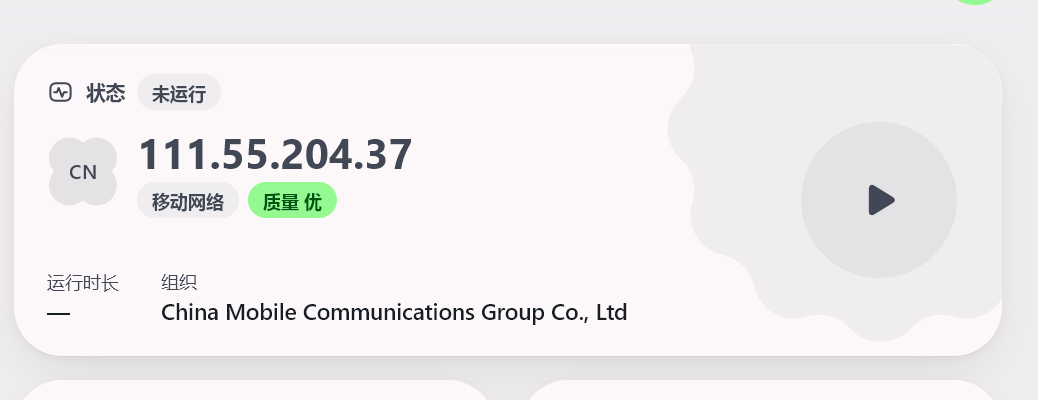 状态 未运行
CN
111.55.204.37
移动网络 质量 优
运行时长 组织
— China Mobile Communications Group Co., Ltd